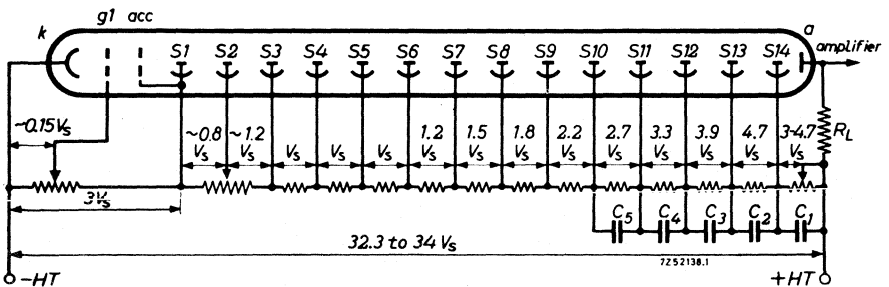 g1 acc
k
a
S1 S2 S3 S4 S5 S6 S7 S8 S9 S10 S11 S12 S13 S14
amplifier
~0.15Vs
~0.8 Vs
~1.2 Vs
Vs
Vs
Vs
1.2 Vs
1.5 Vs
1.8 Vs
2.2 Vs
2.7 Vs
3.3 Vs
3.9 Vs
4.7 Vs
3-4.7 Vs
RL
3Vs
C5 C4 C3 C2 C1
32.3 to 34 Vs
7Z52138.1
-HT
+HT